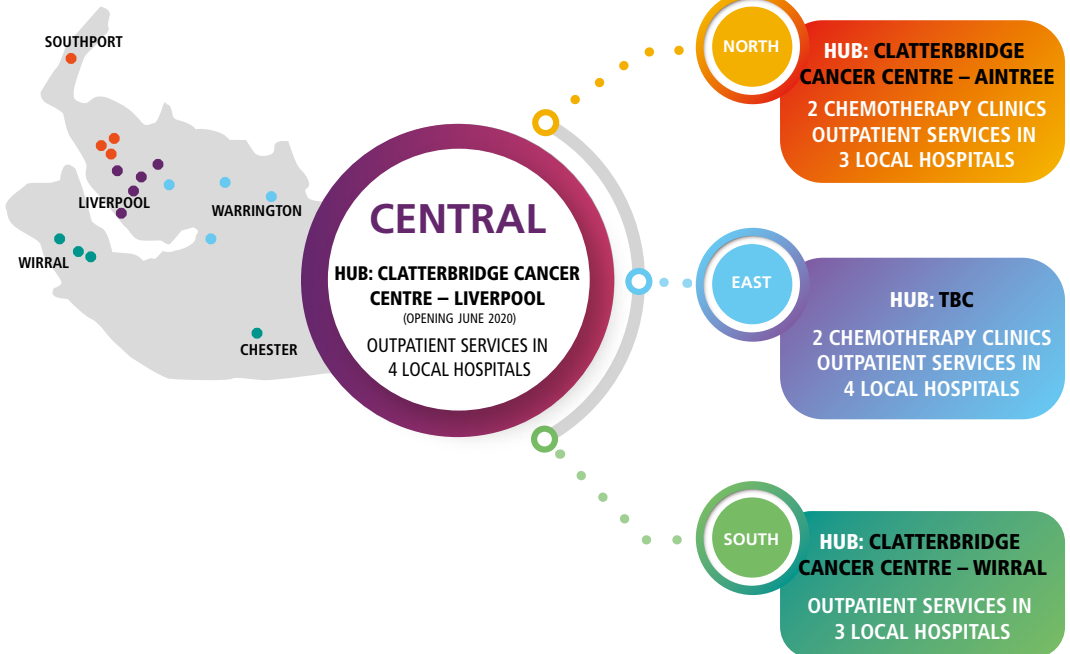 SOUTHPORT
LIVERPOOL
WARRINGTON
WIRRAL
CHESTER
CENTRAL
HUB: CLATTERBRIDGE CANCER
CENTRE – LIVERPOOL
(OPENING JUNE 2020)
OUTPATIENT SERVICES IN
4 LOCAL HOSPITALS
NORTH
HUB: CLATTERBRIDGE
CANCER CENTRE – AINTREE
2 CHEMOTHERAPY CLINICS
OUTPATIENT SERVICES IN
3 LOCAL HOSPITALS
EAST
HUB: TBC
2 CHEMOTHERAPY CLINICS
OUTPATIENT SERVICES IN
4 LOCAL HOSPITALS
SOUTH
HUB: CLATTERBRIDGE
CANCER CENTRE – WIRRAL
OUTPATIENT SERVICES IN
3 LOCAL HOSPITALS